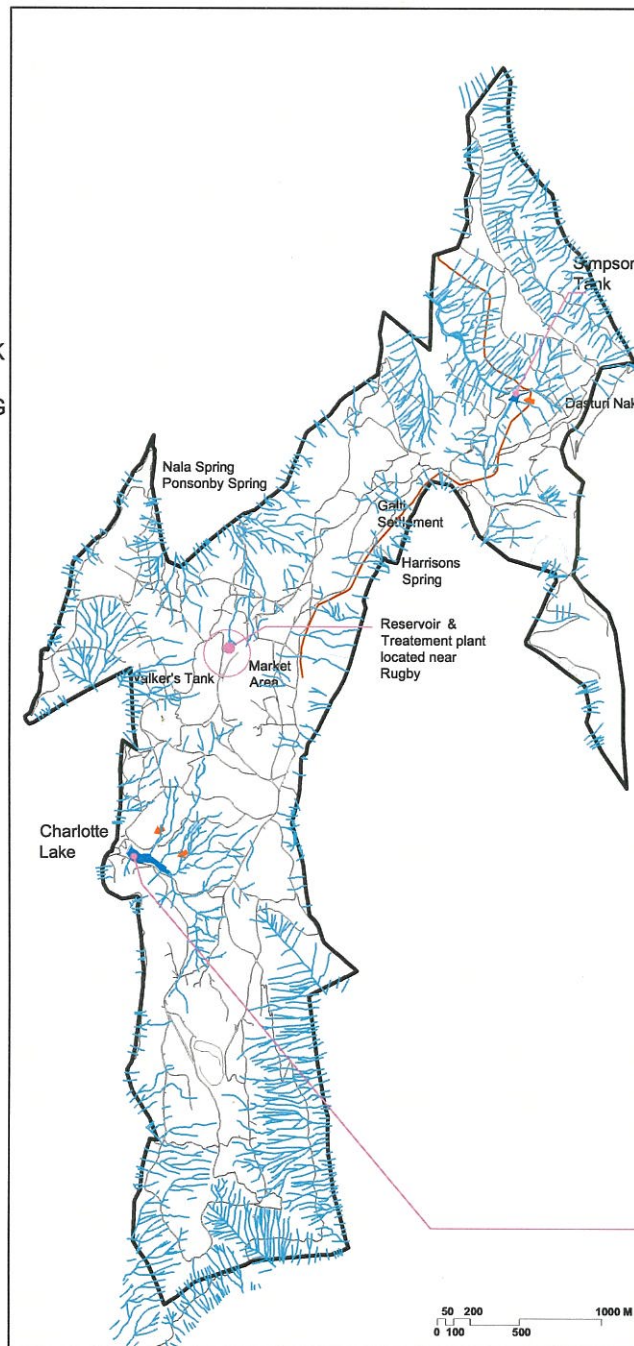 Simpson
Tank
Dasturi Nak
Nala Spring
Ponsonby Spring
Galli
Settlement
Harrisons
Spring
Reservoir &
Treatement plant
located near
Rugby
Walker's Tank
Market
Area
Charlotte
Lake
50 200 1000 M
0 100 500